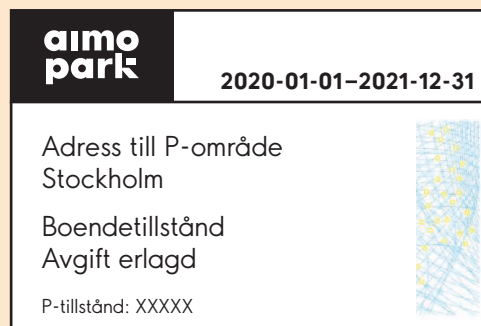 aimo
park
2020-01-01–2021-12-31
Adress till P-område
Stockholm
Boendetillstånd
Avgift erlagd
P-tillstånd: XXXXX